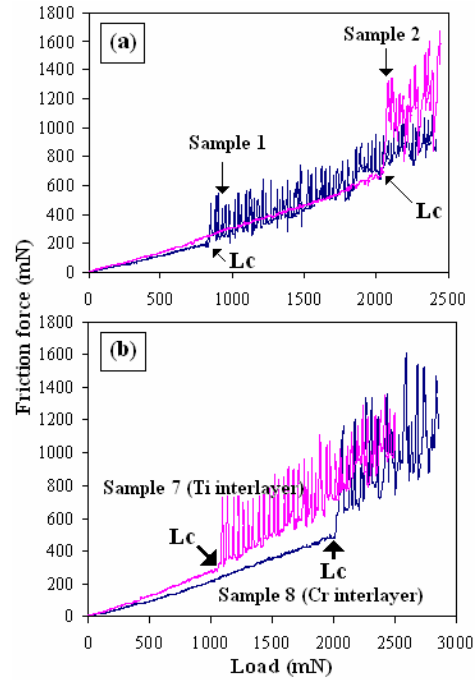 1800
(a)
Sample 2
1600
1400
1200
1000
Sample 1
800
600
400
Lc
200
Lc
0
0 500 1000 1500 2000 2500
Friction force (mN)
1800
(b)
1600
1400
1200
1000
Sample 7 (Ti interlayer)
800
600
Lc
400
Lc
200
Sample 8 (Cr interlayer)
0
0 500 1000 1500 2000 2500 3000
Load (mN)